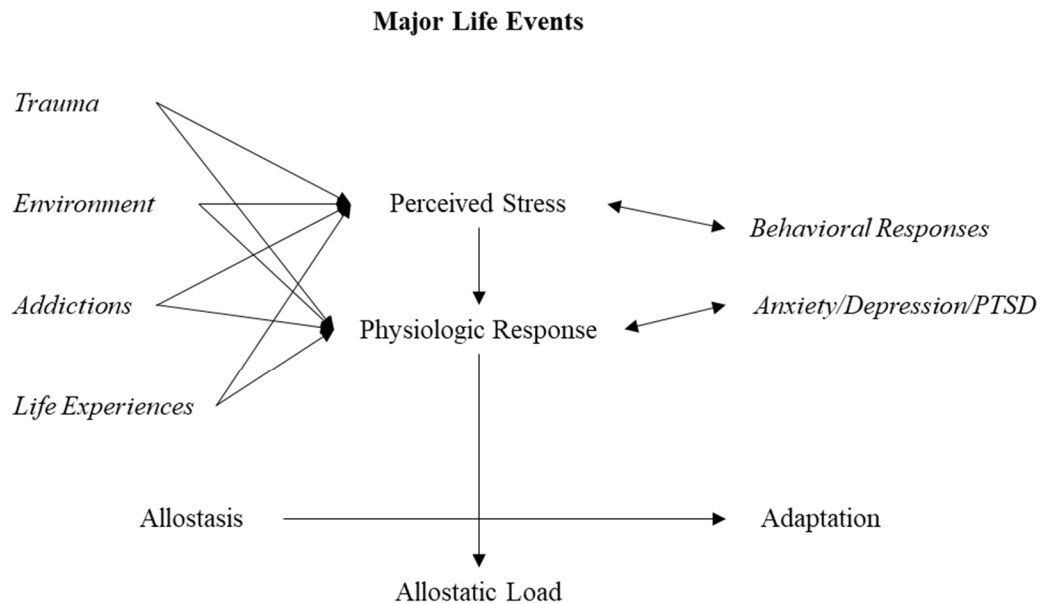 Major Life Events
Trauma
Environment
Perceived Stress
Behavioral Responses
Addictions
Anxiety/Depression/PTSD
Physiologic Response
Life Experiences
Allostasis
Adaptation
Allostatic Load